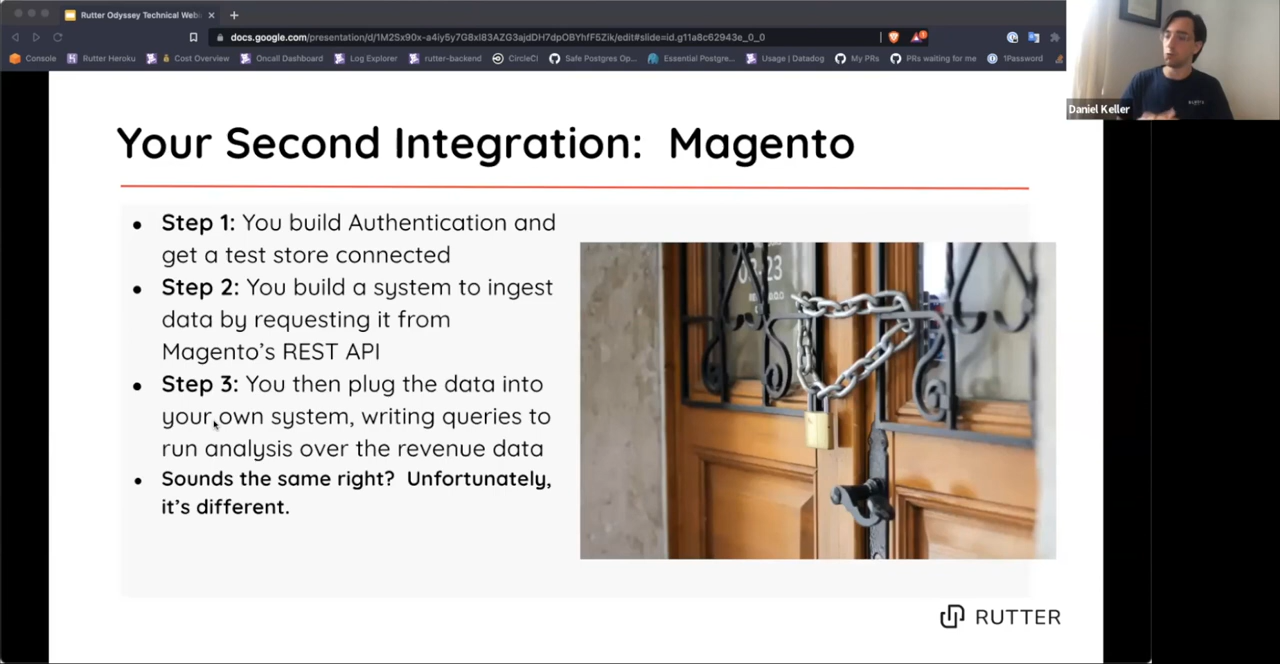 Rutter Odyssey Technical Web
docs.google.com/presentation/d/1M2Sx90x-a4iy5y7G8xI83AZG3ajdDH7dpOBYhfF5Zik/edit#slide=id.g11a8c62943e_0_0
Console Rutter Heroku Cost Overview Oncall Dashboard Log Explorer rutter-backend CircleCI Safe Postgres Op... Essential Postgre... Usage | Datadog My PRs PRs waiting for me 1Password
Daniel Keller
Your Second Integration: Magento
• Step 1: You build Authentication and
get a test store connected
• Step 2: You build a system to ingest
data by requesting it from
Magento's REST API
• Step 3: You then plug the data into
your own system, writing queries to
run analysis over the revenue data
• Sounds the same right? Unfortunately,
it's different.
RUTTER